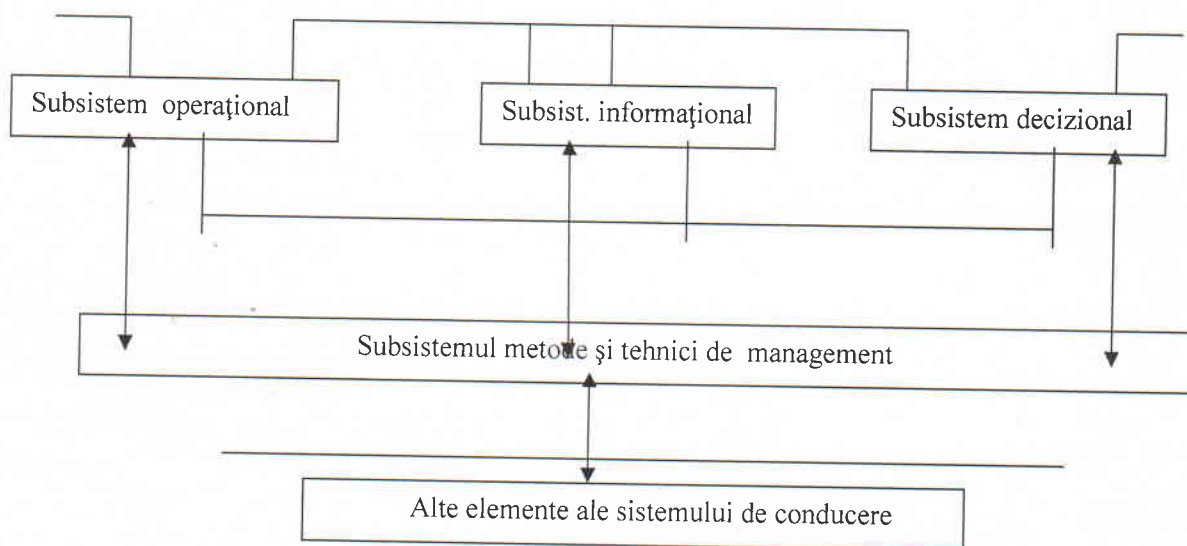 Subsistem operaţional
Subsist. informaţional
Subsistem decizional
Subsistemul metode şi tehnici de management
Alte elemente ale sistemului de conducere